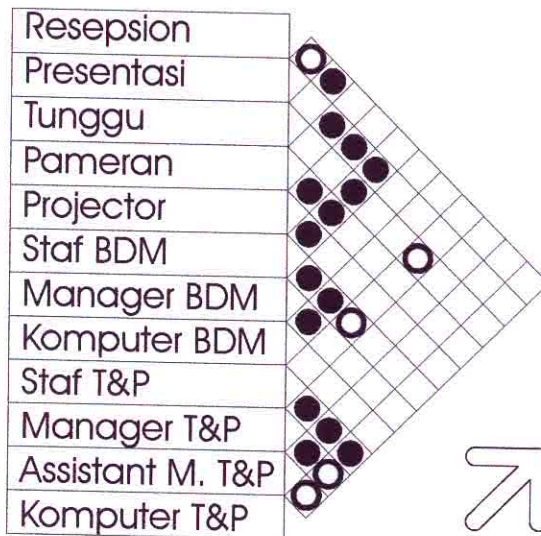 Resepsion
Presentasi
Tunggu
Pameran
Projector
Staf BDM
Manager BDM
Komputer BDM
Staf T&P
Manager T&P
Assistant M. T&P
Komputer T&P